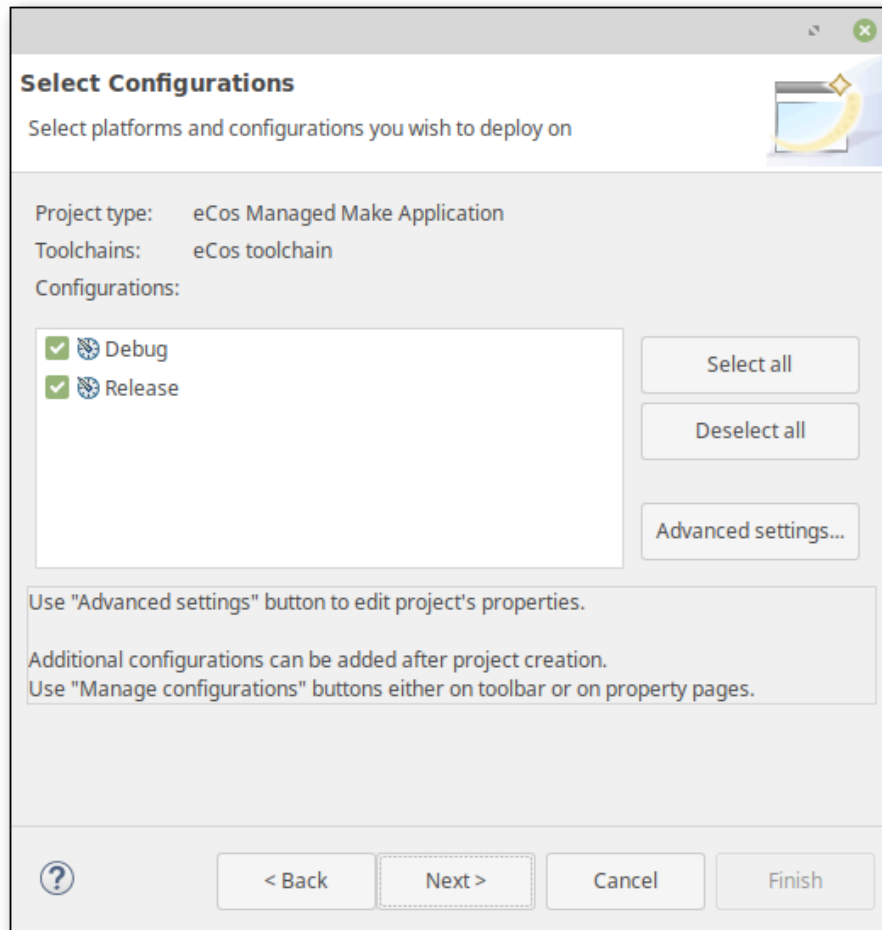 Select Configurations
Select platforms and configurations you wish to deploy on
Project type: eCos Managed Make Application
Toolchains: eCos toolchain
Configurations:
Debug
Release
Select all
Deselect all
Advanced settings...
Use "Advanced settings" button to edit project's properties.
Additional configurations can be added after project creation.
Use "Manage configurations" buttons either on toolbar or on property pages.
?
< Back
Next >
Cancel
Finish